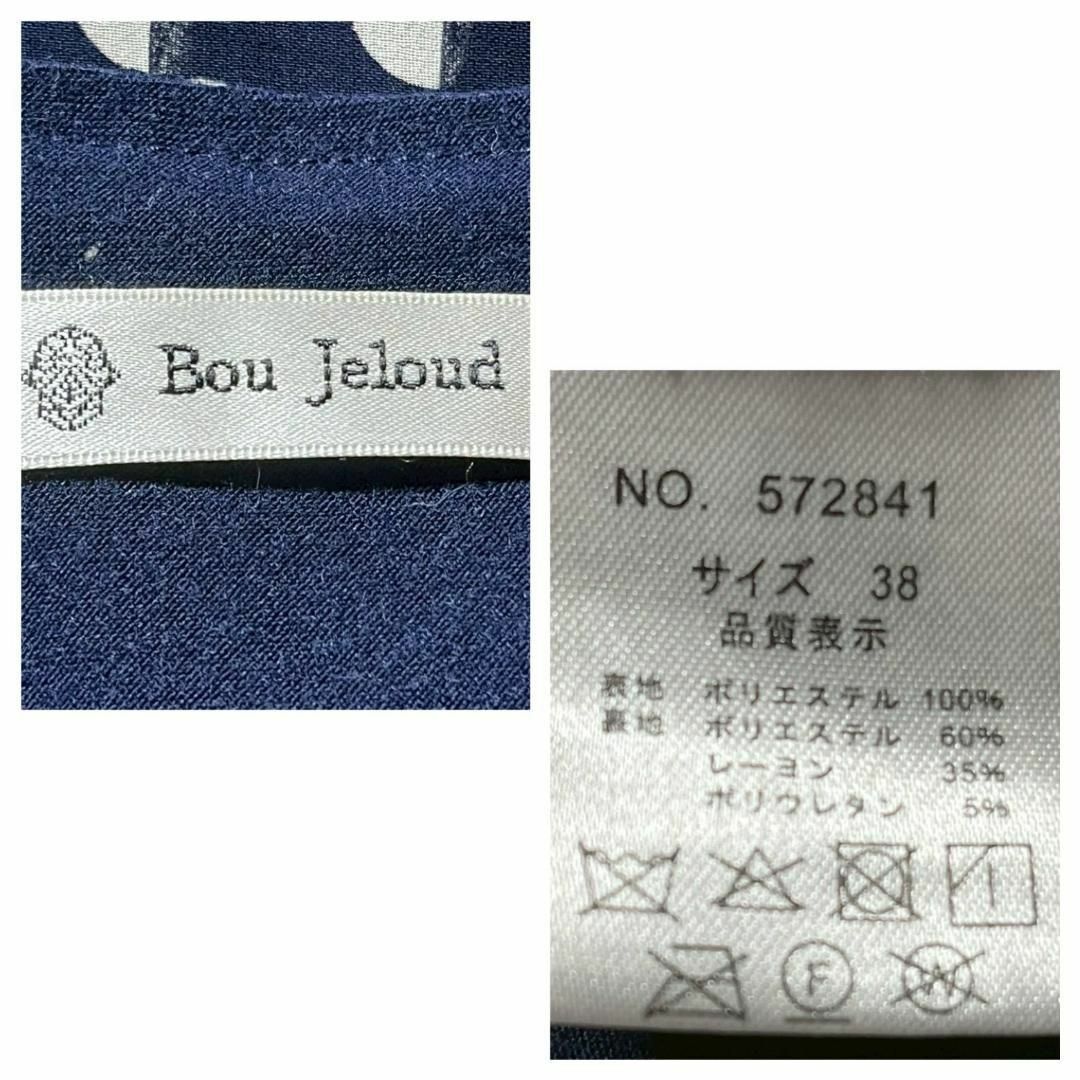 Bou Jeloud
NO. 572841
サイズ 38
品質表示
表地 ポリエステル 100%
裏地 ポリエステル 60%
レーヨン 35%
ポリウレタン 5%
F
W